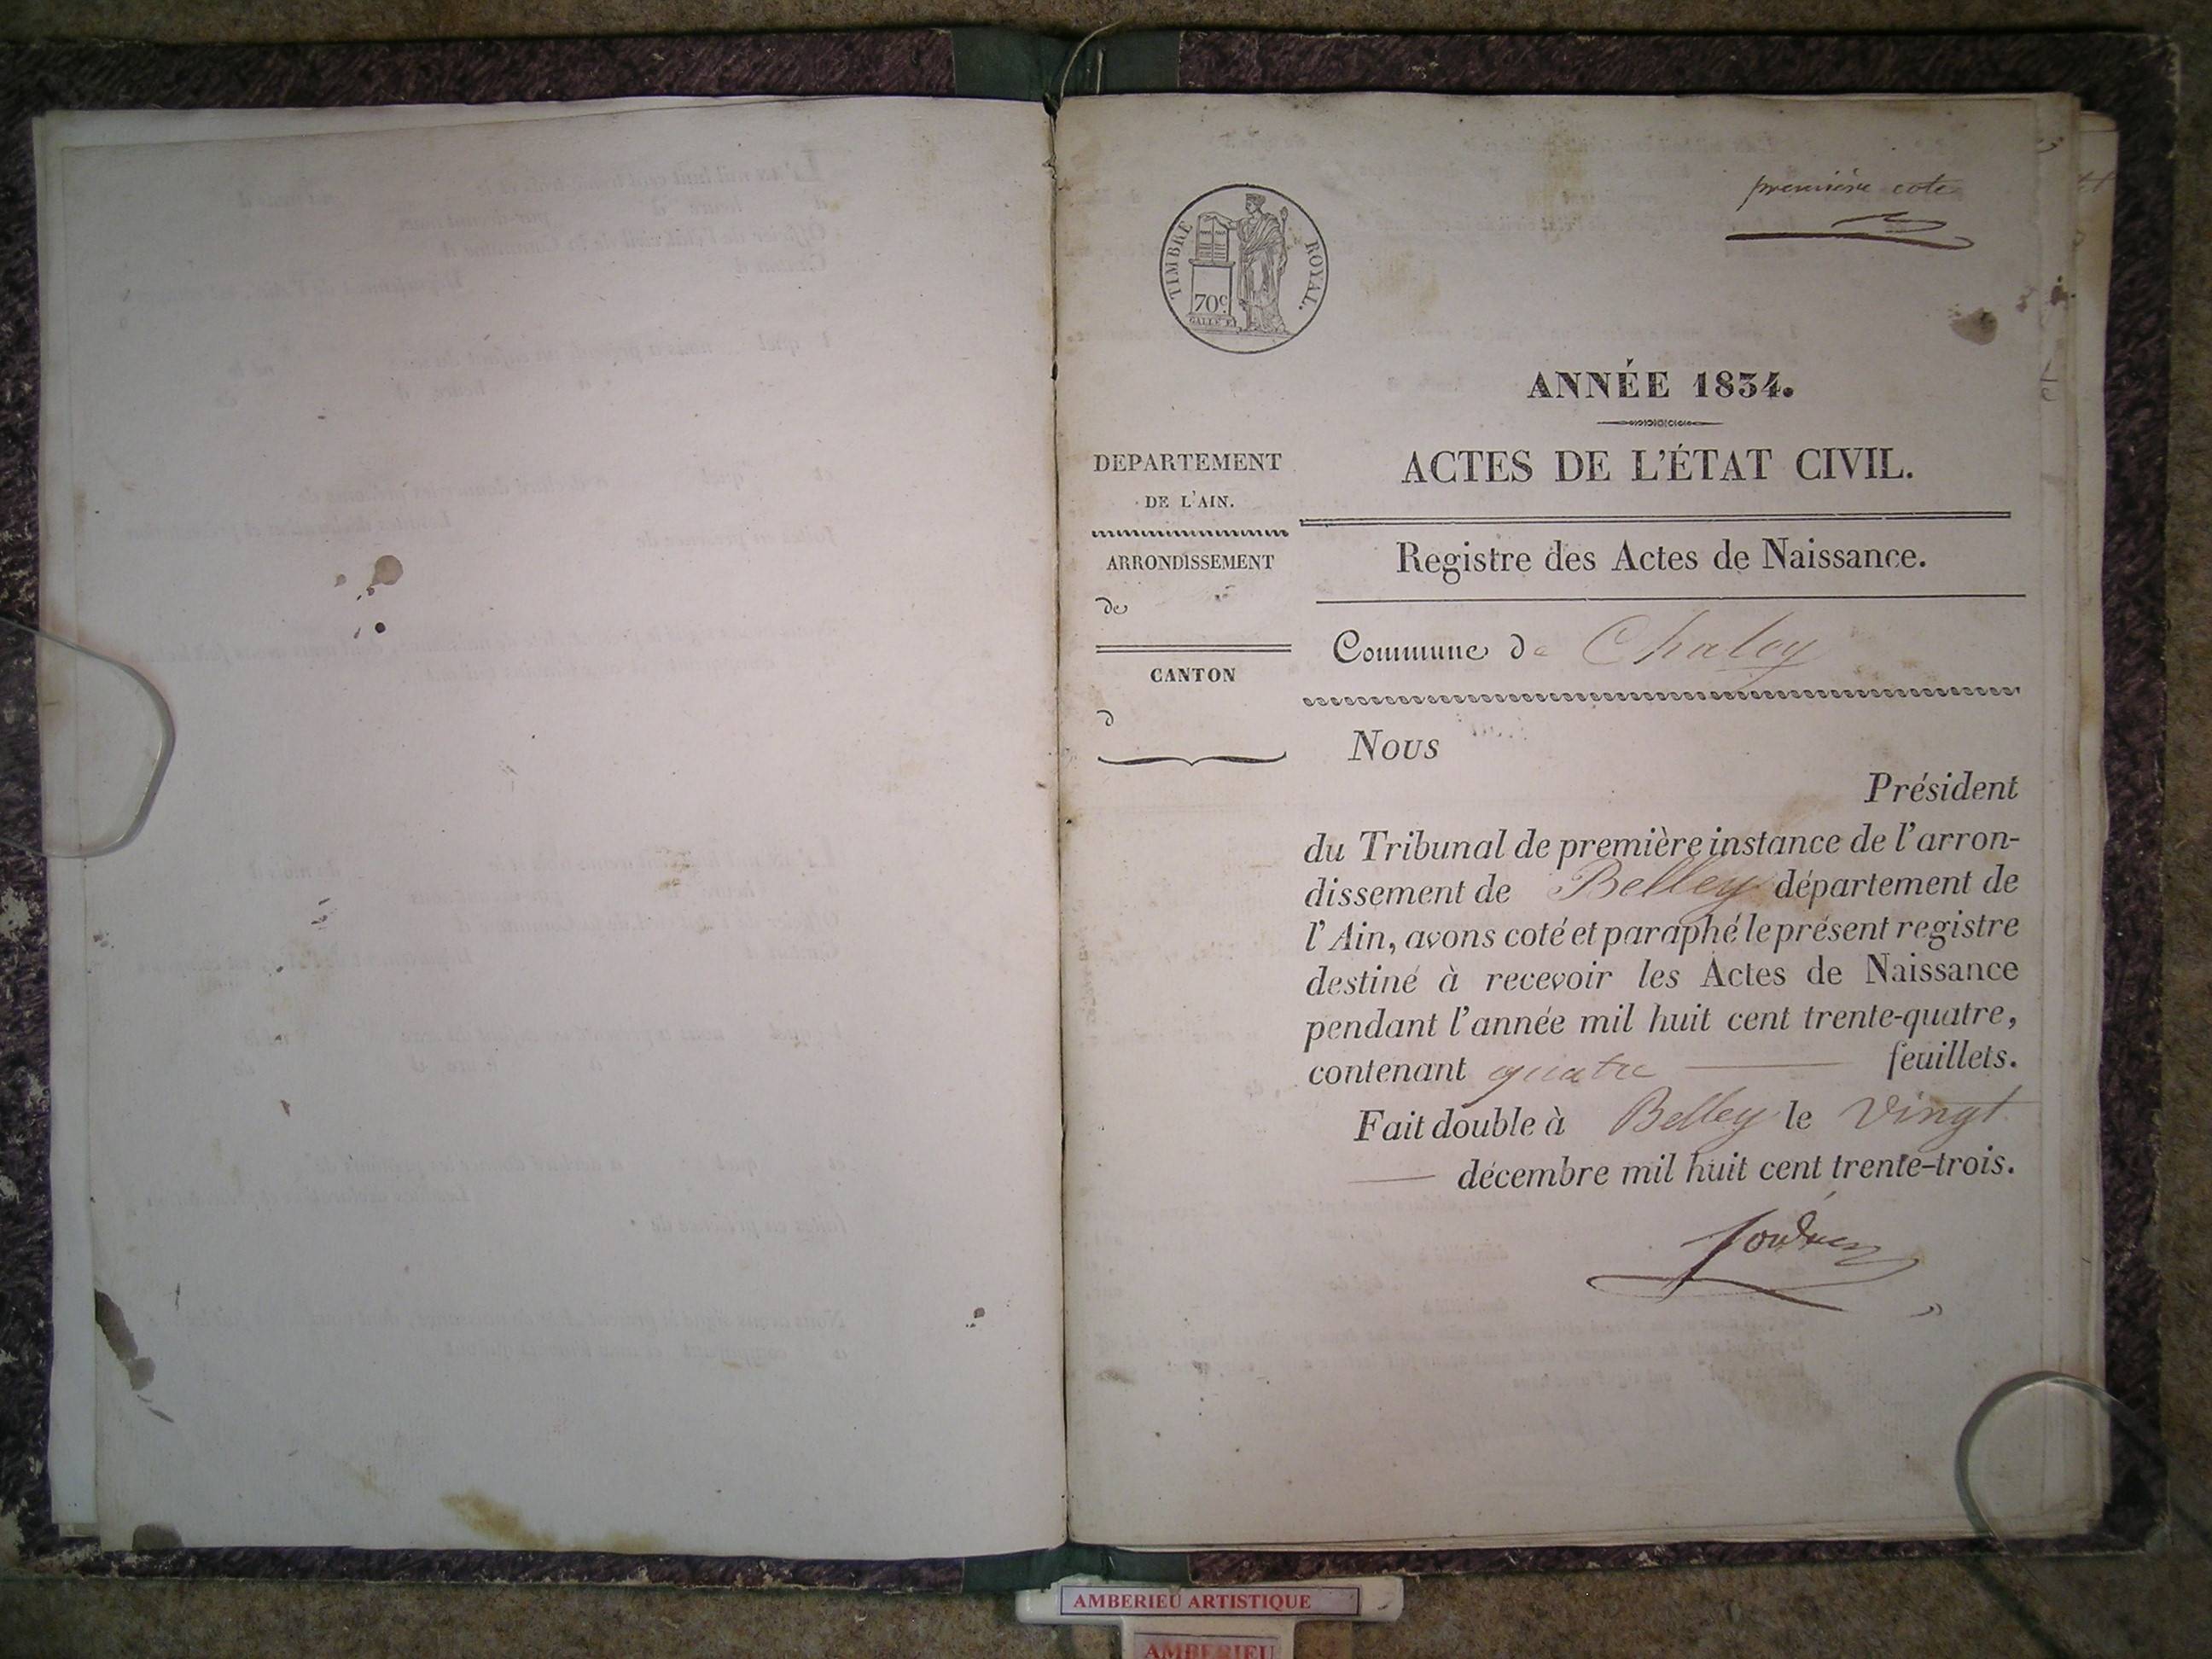 première cote
TIMBRE ROYAL.
70c
GALLE F.
ANNÉE 1834.
ACTES DE L'ÉTAT CIVIL.
DEPARTEMENT
DE L'AIN.
ARRONDISSEMENT
de
CANTON
d
Registre des Actes de Naissance.
Commune de Chaley
Nous
Président
du Tribunal de première instance de l'arron-
dissement de Belley département de
l'Ain, avons coté et paraphé le présent registre
destiné à recevoir les Actes de Naissance
pendant l'année mil huit cent trente-quatre,
contenant quatre feuillets.
Fait double à Belley le Vingt
décembre mil huit cent trente-trois.
AMBERIEU ARTISTIQUE
AMBERIEU